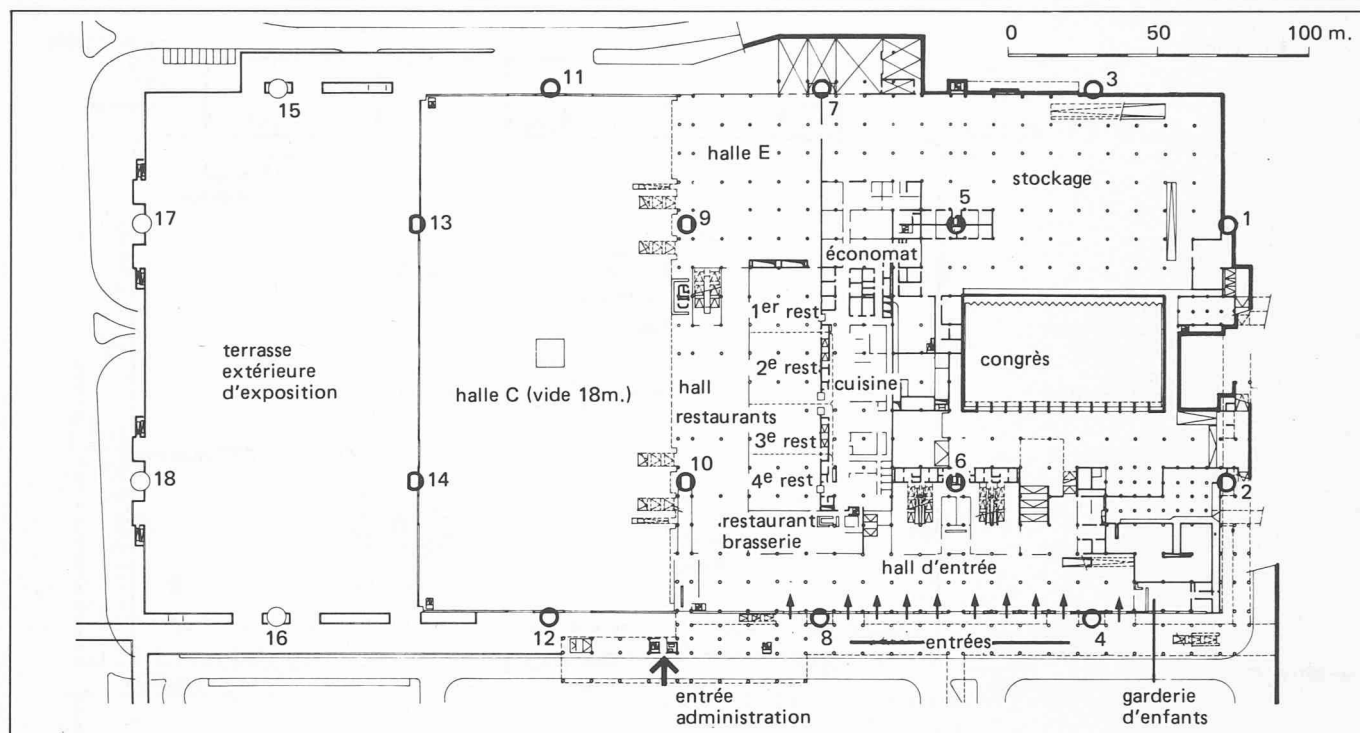 0 50 100 m.
11
3
15
7
halle E
stockage
17
13
9
5
1
économat
1er rest
terrasse
extérieure
d'exposition
2e rest
cuisine
congrès
hall
halle C (vide 18m.)
restaurants
3e rest
18
14
10
4e rest
6
2
restaurant
brasserie
hall d'entrée
16
12
8
entrées
4
entrée
administration
garderie
d'enfants